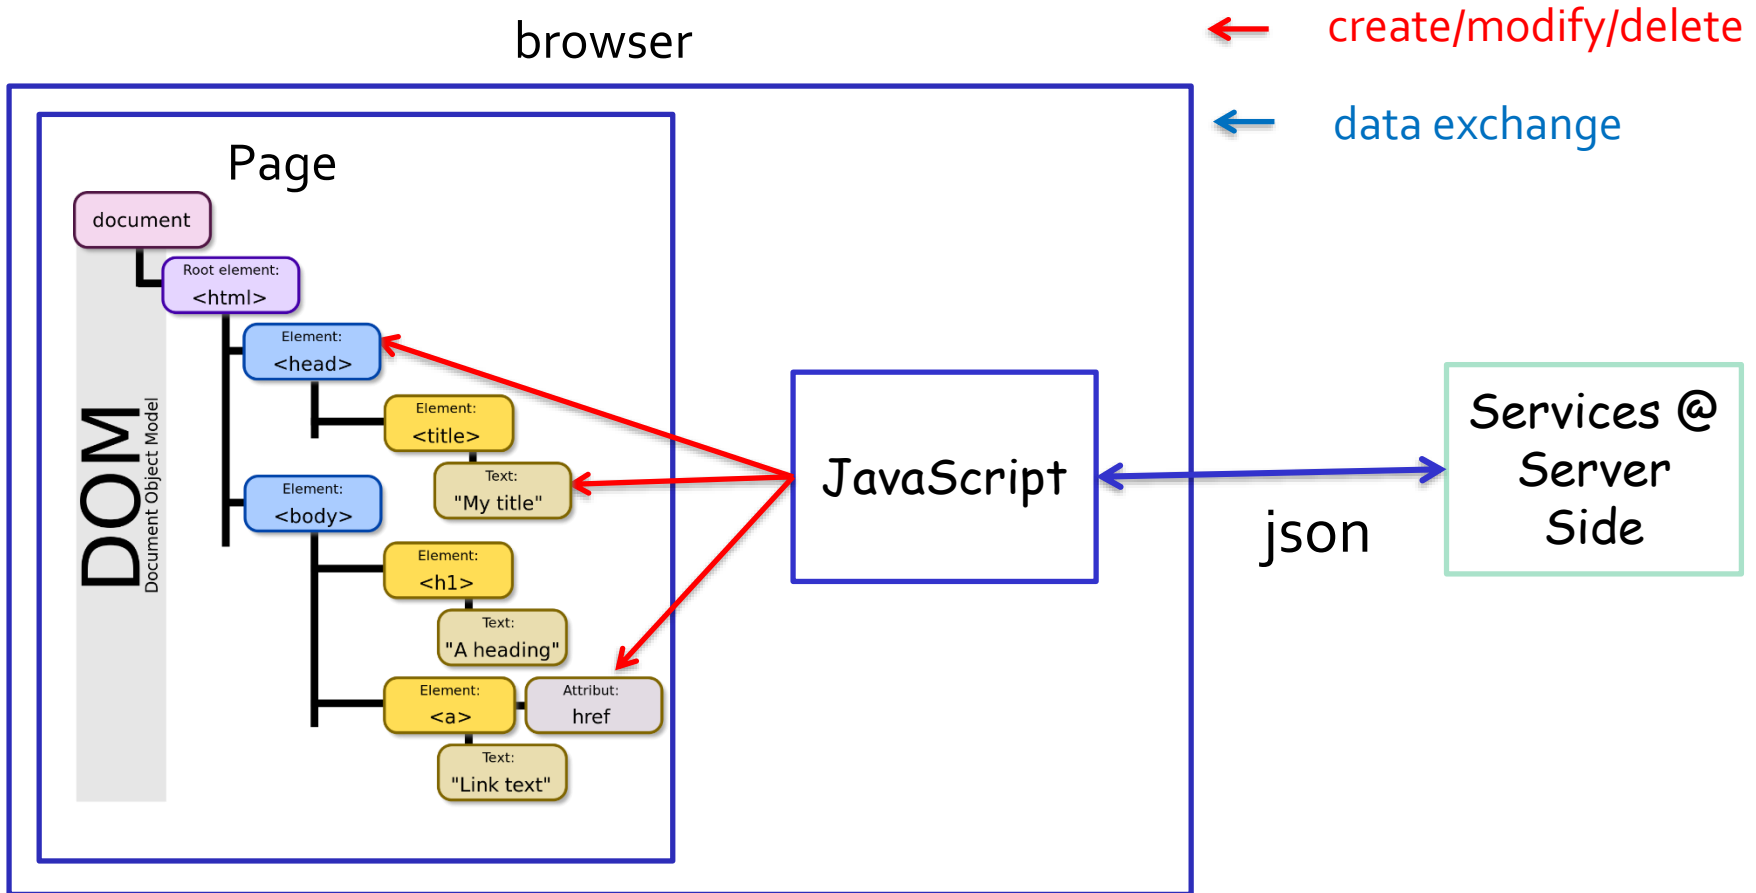 browser
create/modify/delete
data exchange
Page
document
Root element:
<html>
Element:
<head>
Element:
<title>
Text:
"My title"
Element:
<body>
Element:
<h1>
Text:
"A heading"
Element:
<a>
Attribut:
href
Text:
"Link text"
DOM
Document Object Model
JavaScript
json
Services @
Server
Side